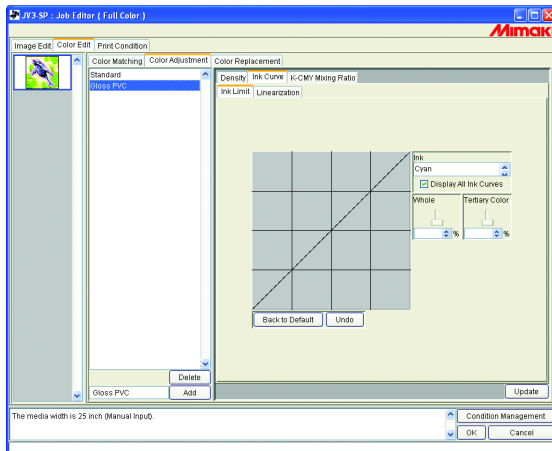 JV3-SP : Job Editor ( Full Color )
Mimaki
Image Edit Color Edit Print Condition
Color Matching Color Adjustment Color Replacement
Standard
Gloss PVC
Density Ink Curve K-CMY Mixing Ratio
Ink Limit Linearization
Ink
Cyan
Display All Ink Curves
Whole Tertiary Color
% %
Back to Default Undo
Delete
Gloss PVC Add
Update
The media width is 25 inch (Manual Input).
Condition Management
OK Cancel